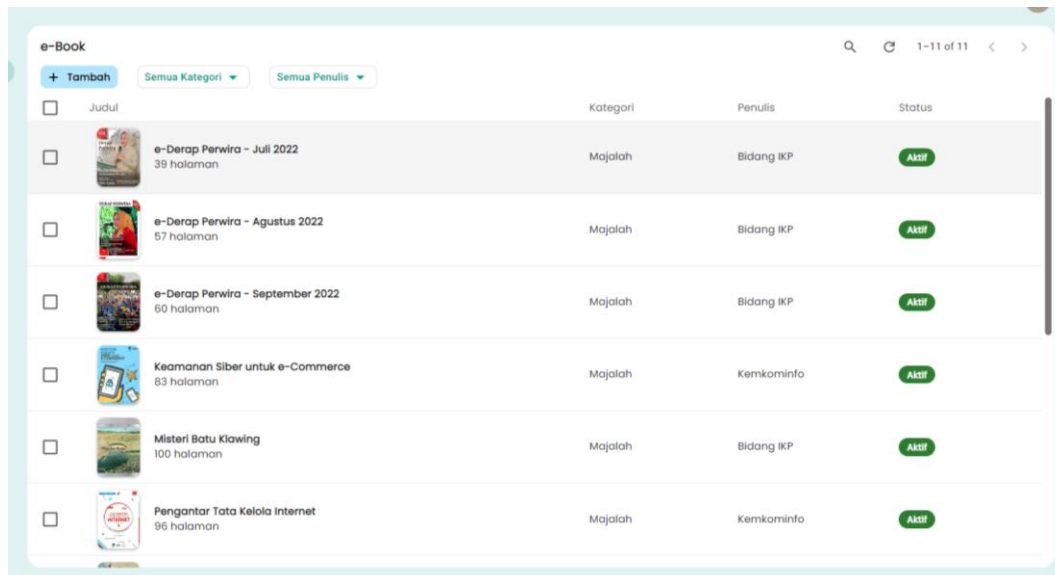 e-Book
1-11 of 11
+ Tambah
Semua Kategori
Semua Penulis
Judul
Kategori
Penulis
Status
e-Derap Perwira - Juli 2022
39 halaman
Majalah
Bidang IKP
Aktif
e-Derap Perwira - Agustus 2022
57 halaman
Majalah
Bidang IKP
Aktif
e-Derap Perwira - September 2022
60 halaman
Majalah
Bidang IKP
Aktif
Keamanan Siber untuk e-Commerce
83 halaman
Majalah
Kemkominfo
Aktif
Misteri Batu Klawing
100 halaman
Majalah
Bidang IKP
Aktif
Pengantar Tata Kelola Internet
96 halaman
Majalah
Kemkominfo
Aktif